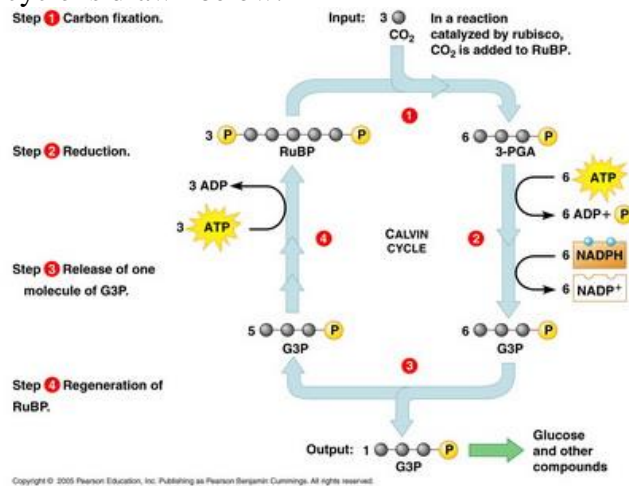 Step 1 Carbon fixation.
Input: 3
CO2
In a reaction
catalyzed by rubisco,
CO2 is added to RuBP.
1
3 P P
RuBP
6 P
3-PGA
Step 2 Reduction.
3 ADP
3 ATP
4
CALVIN
CYCLE
2
6 ATP
6 ADP + P
6 NADPH
6 NADP+
Step 3 Release of one
molecule of G3P.
5 P
G3P
6 P
G3P
3
Step 4 Regeneration of
RuBP.
Output: 1 P
G3P
Glucose
and other
compounds
Copyright © 2005 Pearson Education, Inc. Publishing as Pearson Benjamin Cummings. All rights reserved.